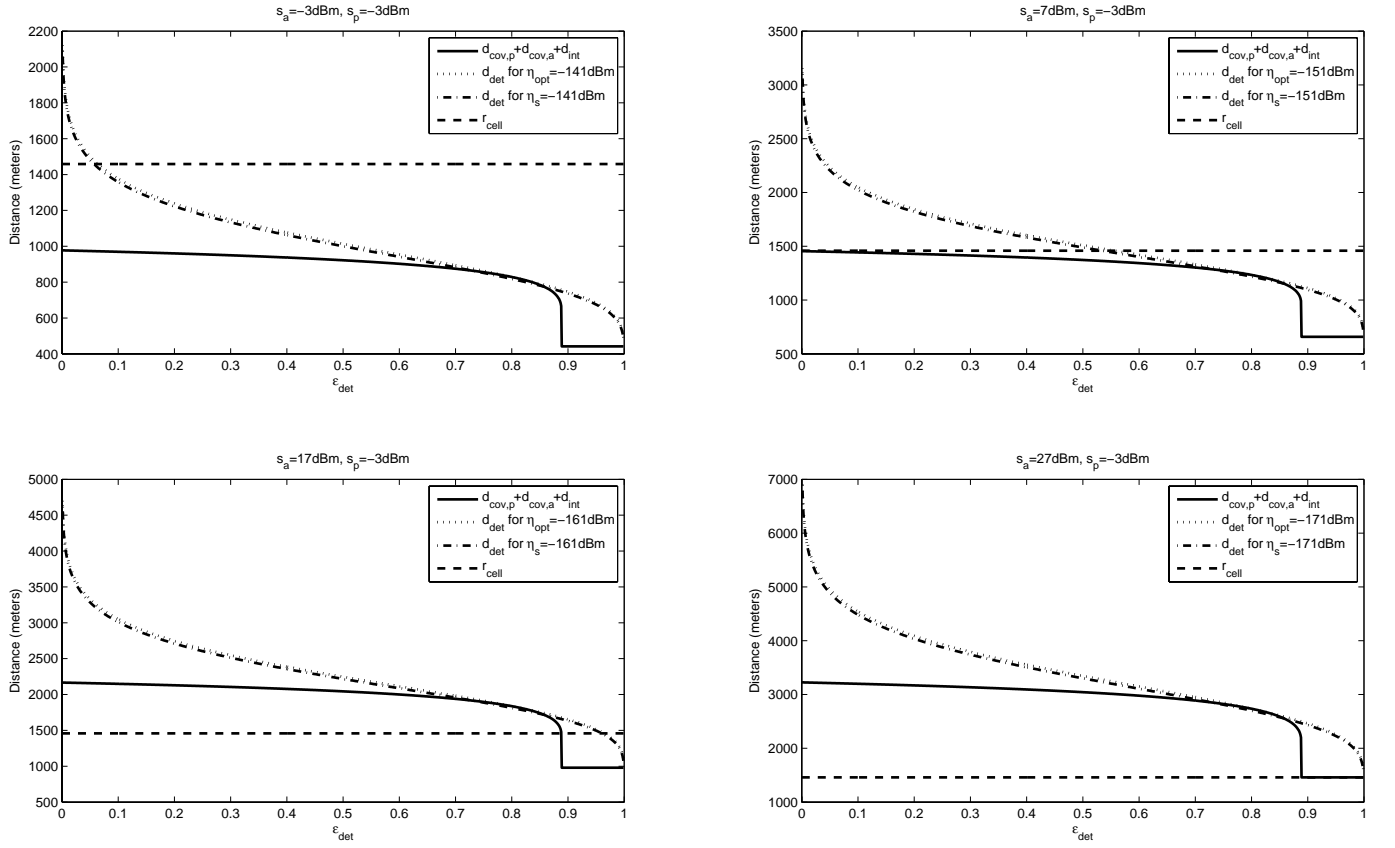 s_a=−3dBm, s_p=−3dBm
2200
2000
1800
1600
1400
1200
1000
800
600
400
Distance (meters)
d_cov,p+d_cov,a+d_int
d_det for η_opt=−141dBm
d_det for η_s=−141dBm
r_cell
0 0.1 0.2 0.3 0.4 0.5 0.6 0.7 0.8 0.9 1
ε_det
s_a=7dBm, s_p=−3dBm
3500
3000
2500
2000
1500
1000
500
Distance (meters)
d_cov,p+d_cov,a+d_int
d_det for η_opt=−151dBm
d_det for η_s=−151dBm
r_cell
0 0.1 0.2 0.3 0.4 0.5 0.6 0.7 0.8 0.9 1
ε_det
s_a=17dBm, s_p=−3dBm
5000
4500
4000
3500
3000
2500
2000
1500
1000
500
Distance (meters)
d_cov,p+d_cov,a+d_int
d_det for η_opt=−161dBm
d_det for η_s=−161dBm
r_cell
0 0.1 0.2 0.3 0.4 0.5 0.6 0.7 0.8 0.9 1
ε_det
s_a=27dBm, s_p=−3dBm
7000
6000
5000
4000
3000
2000
1000
Distance (meters)
d_cov,p+d_cov,a+d_int
d_det for η_opt=−171dBm
d_det for η_s=−171dBm
r_cell
0 0.1 0.2 0.3 0.4 0.5 0.6 0.7 0.8 0.9 1
ε_det